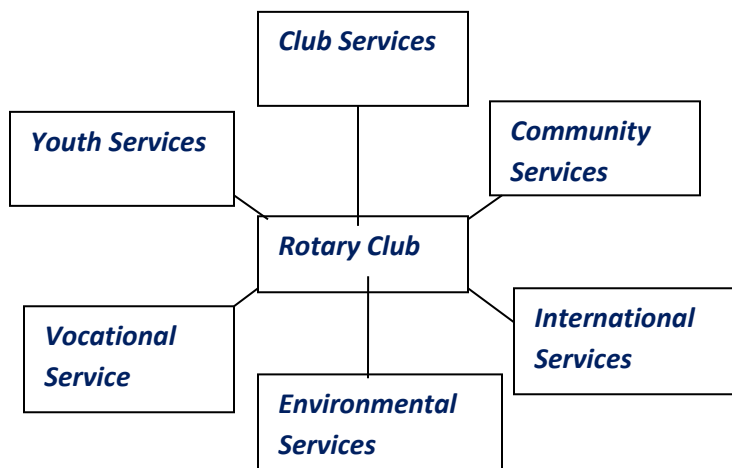 Club Services
Youth Services
Community
Services
Rotary Club
Vocational
Service
International
Services
Environmental
Services